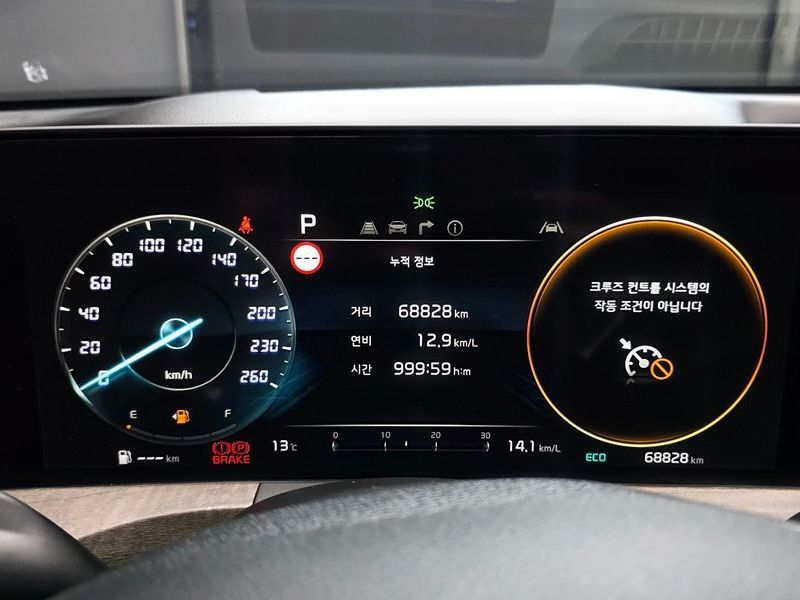 P
누적 정보
거리 68828 km
연비 12.9 km/L
시간 999:59 h:m
0 20 40 60 80 100 120 140 170 200 230 260
km/h
E F
--- km
BRAKE
13℃
0 10 20 30
14.1 km/L
크루즈 컨트롤 시스템의
작동 조건이 아닙니다
ECO
68828 km